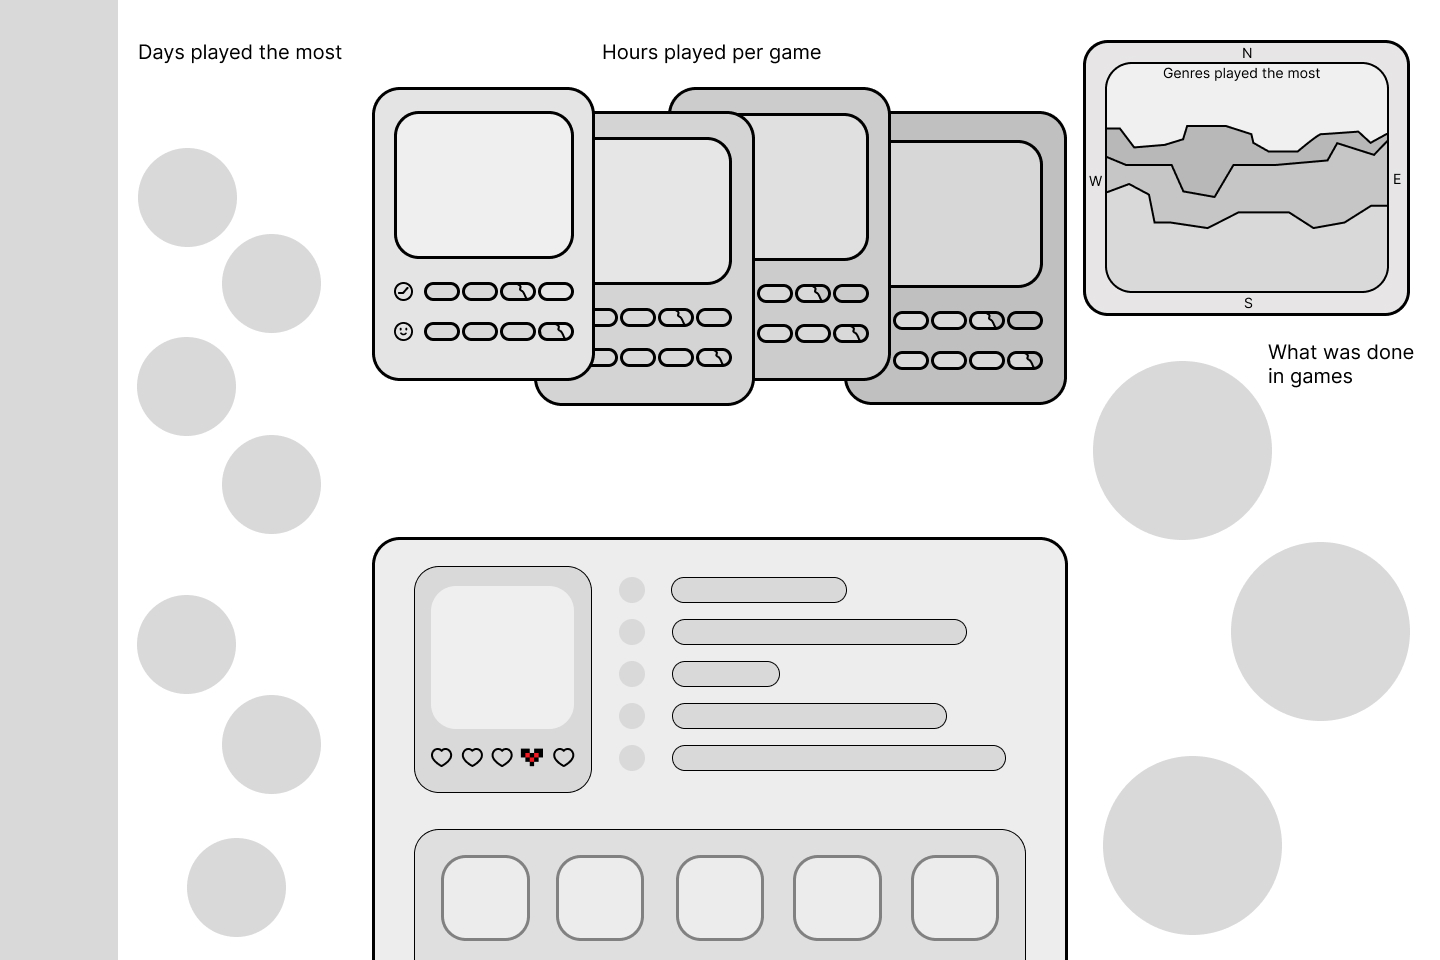 Days played the most
Hours played per game
N
Genres played the most
W
E
S
What was done
in games